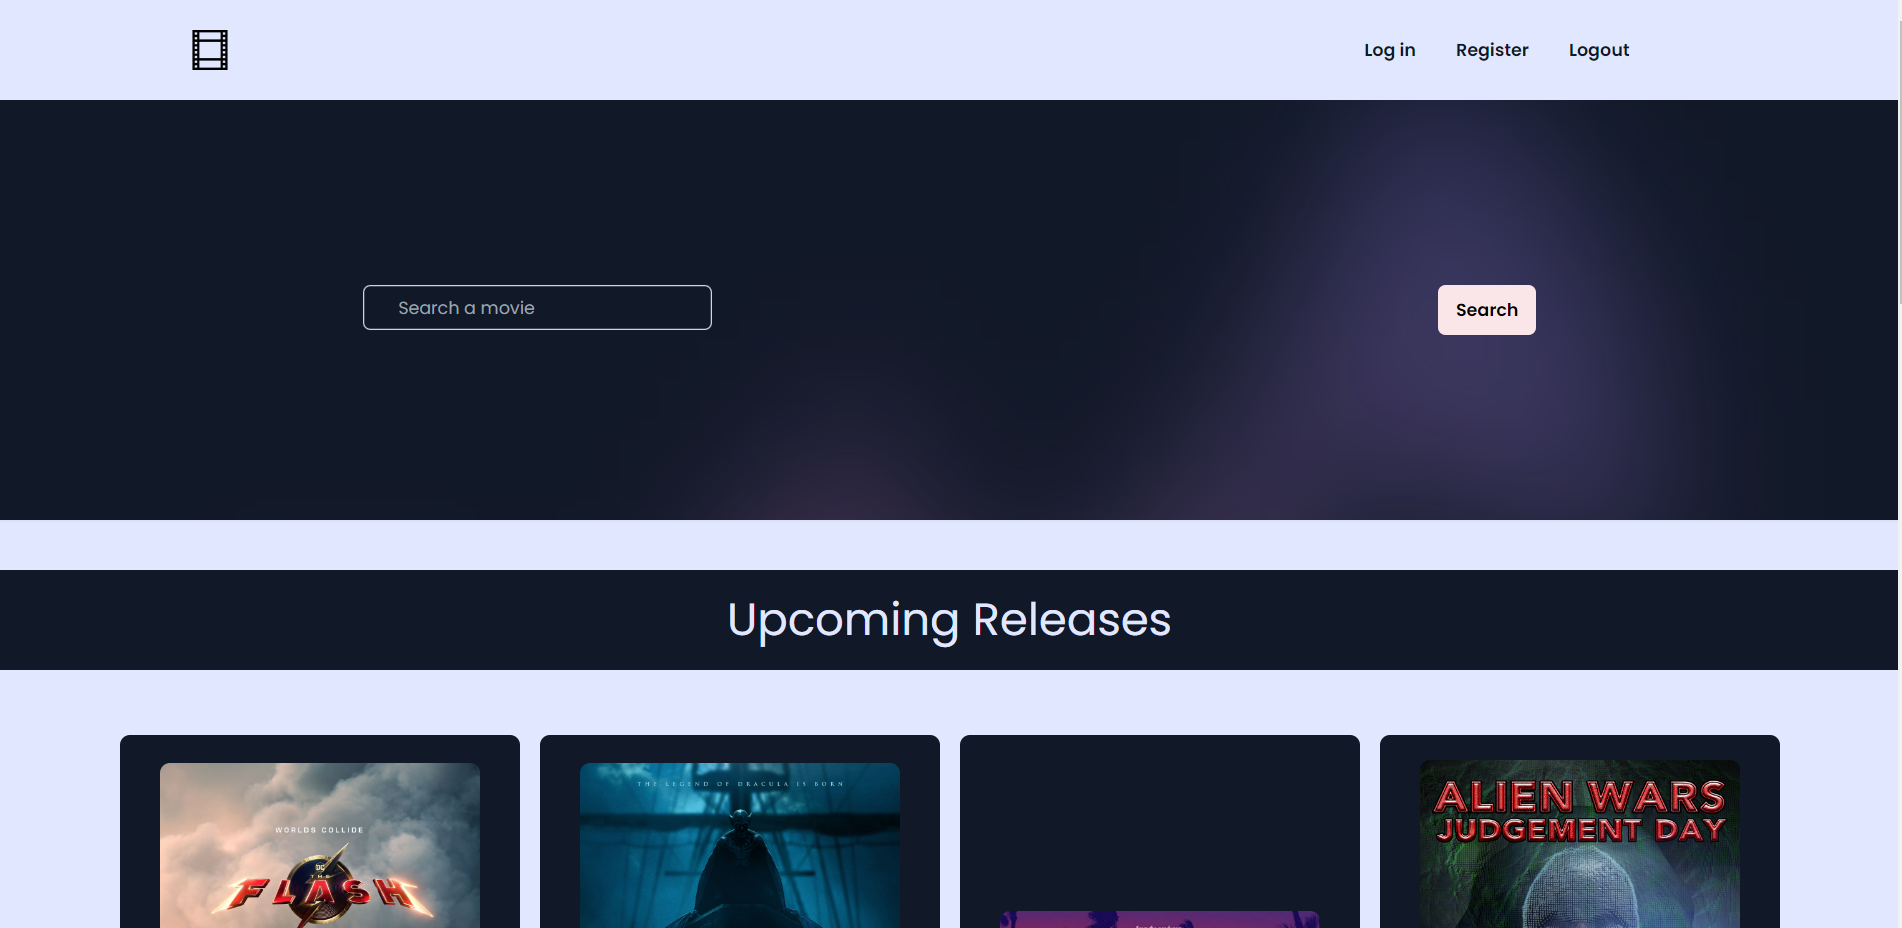 Log in Register Logout
Search a movie Search
Upcoming Releases
WORLDS COLLIDE
DC
THE
FLASH
THE LEGEND OF DRACULA IS BORN
ALIEN WARS
JUDGEMENT DAY